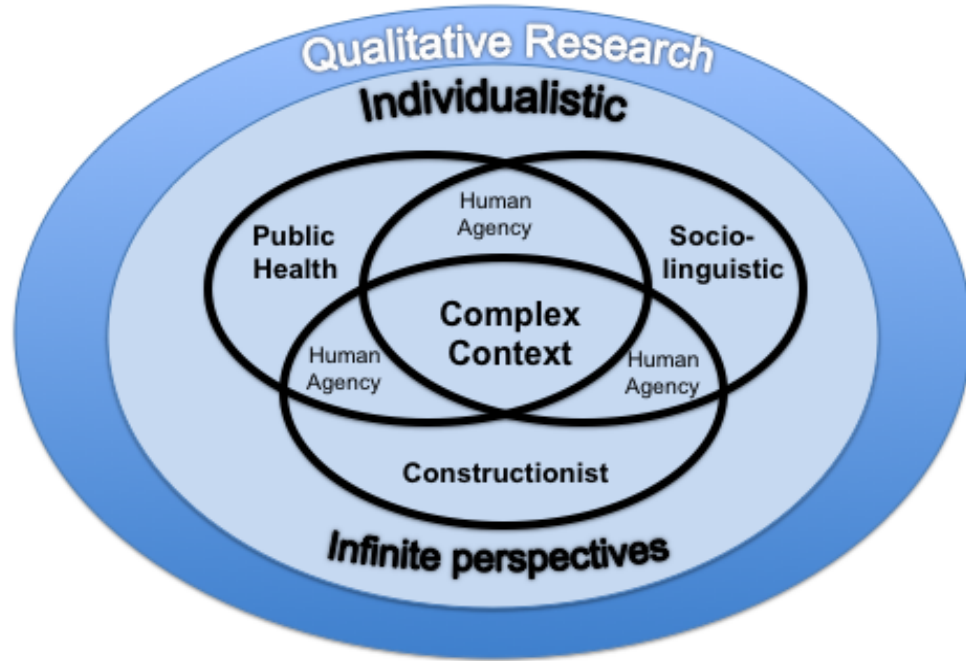 Qualitative Research
Individualistic
Human
Agency
Public
Health
Socio-
linguistic
Complex
Context
Human
Agency
Human
Agency
Constructionist
Infinite perspectives